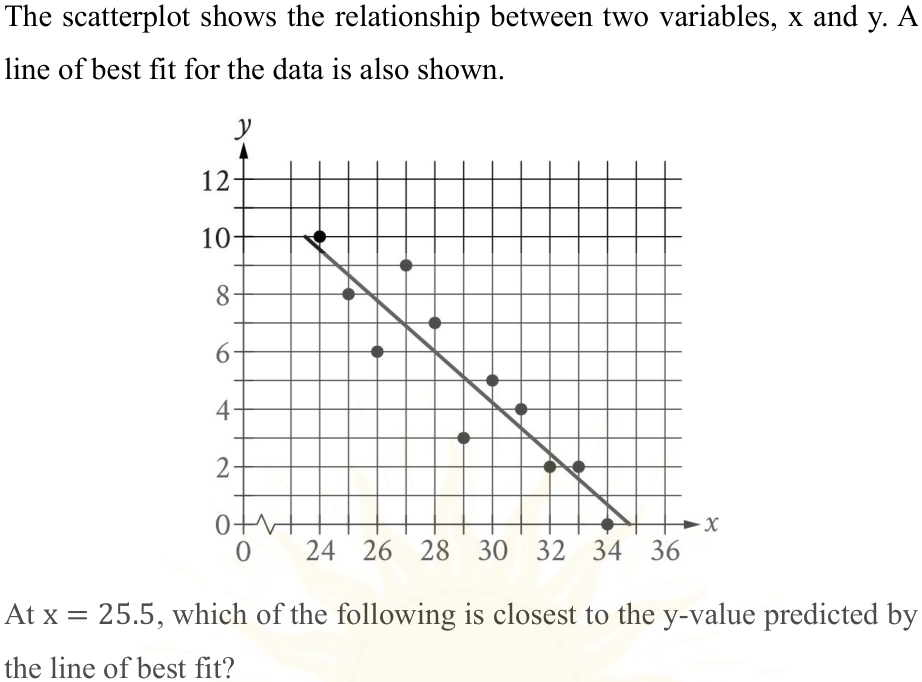 The scatterplot shows the relationship between two variables, x and y. A
line of best fit for the data is also shown.
y
12
10
8
6
4
2
0
x
0 24 26 28 30 32 34 36
At x = 25.5, which of the following is closest to the y-value predicted by
the line of best fit?